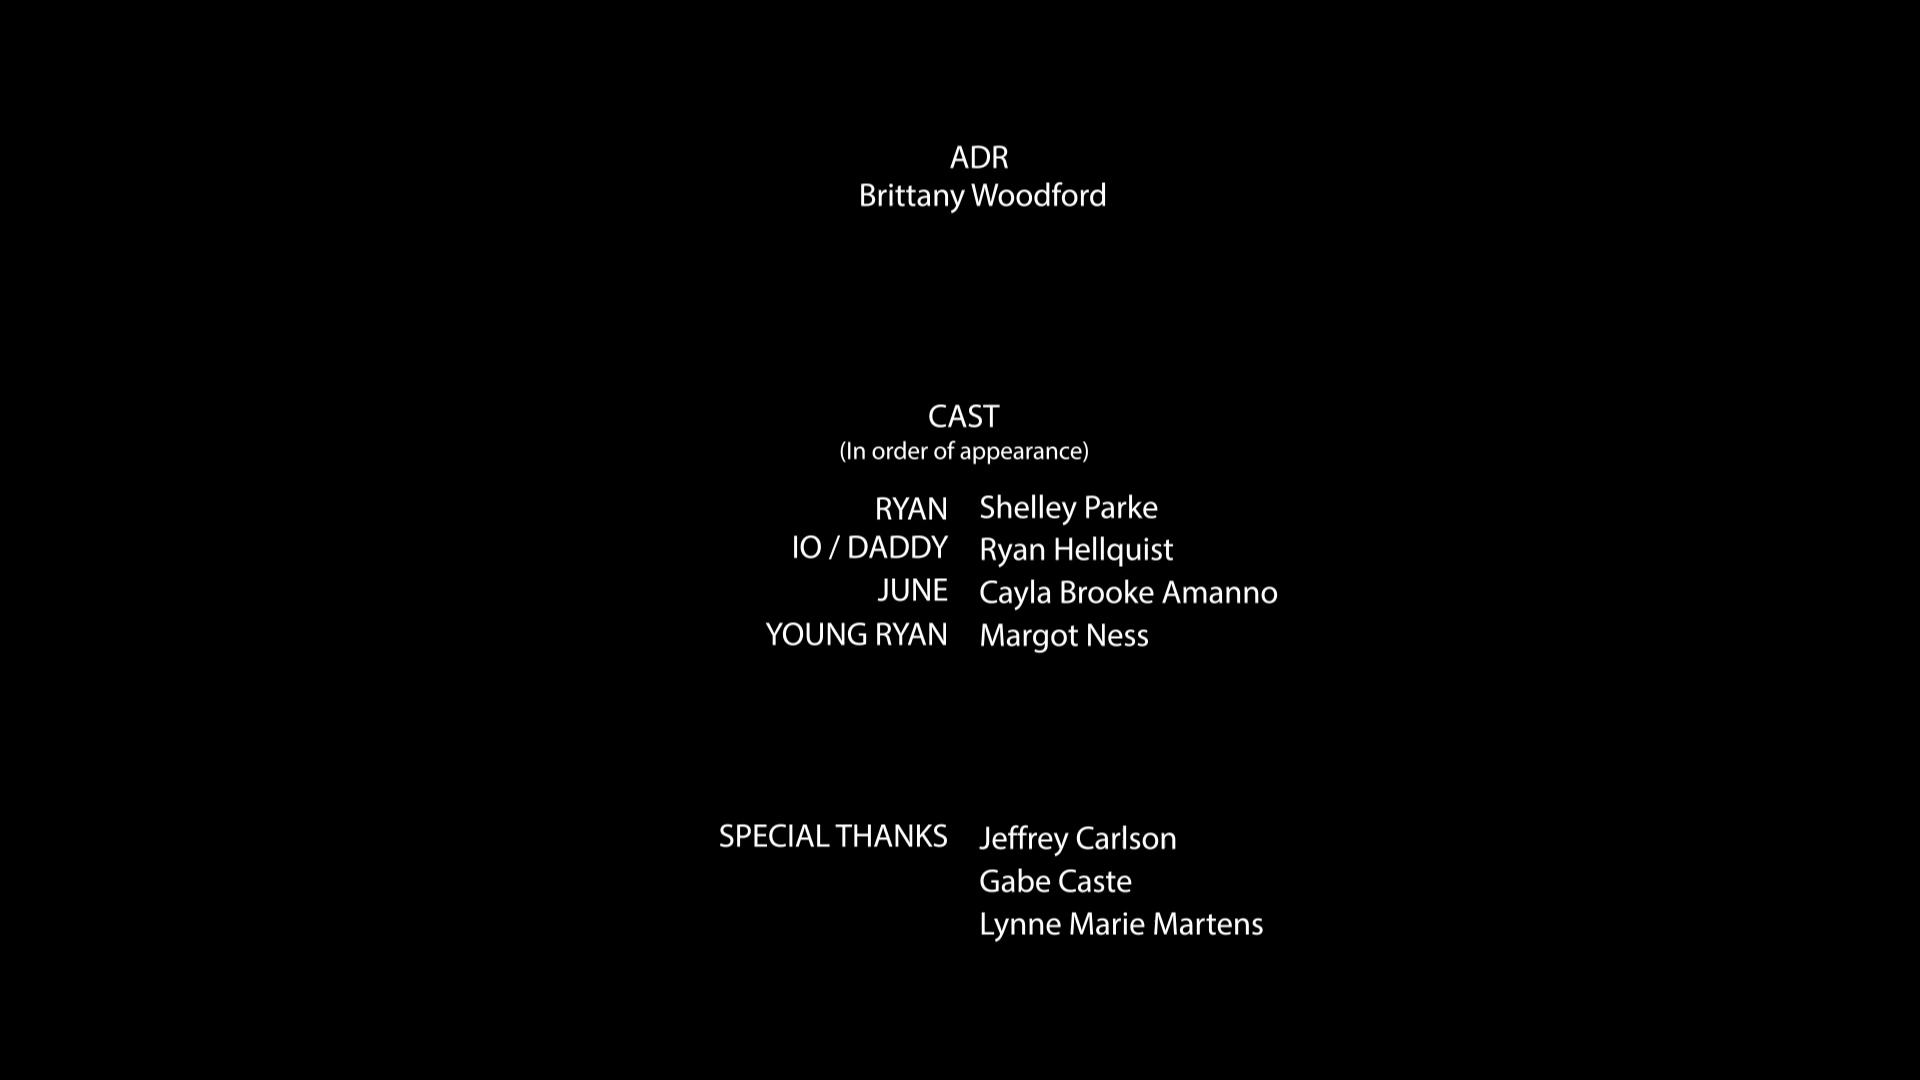 ADR
Brittany Woodford
CAST
(In order of appearance)
RYAN Shelley Parke
IO / DADDY Ryan Hellquist
JUNE Cayla Brooke Amanno
YOUNG RYAN Margot Ness
SPECIAL THANKS Jeffrey Carlson
Gabe Caste
Lynne Marie Martens